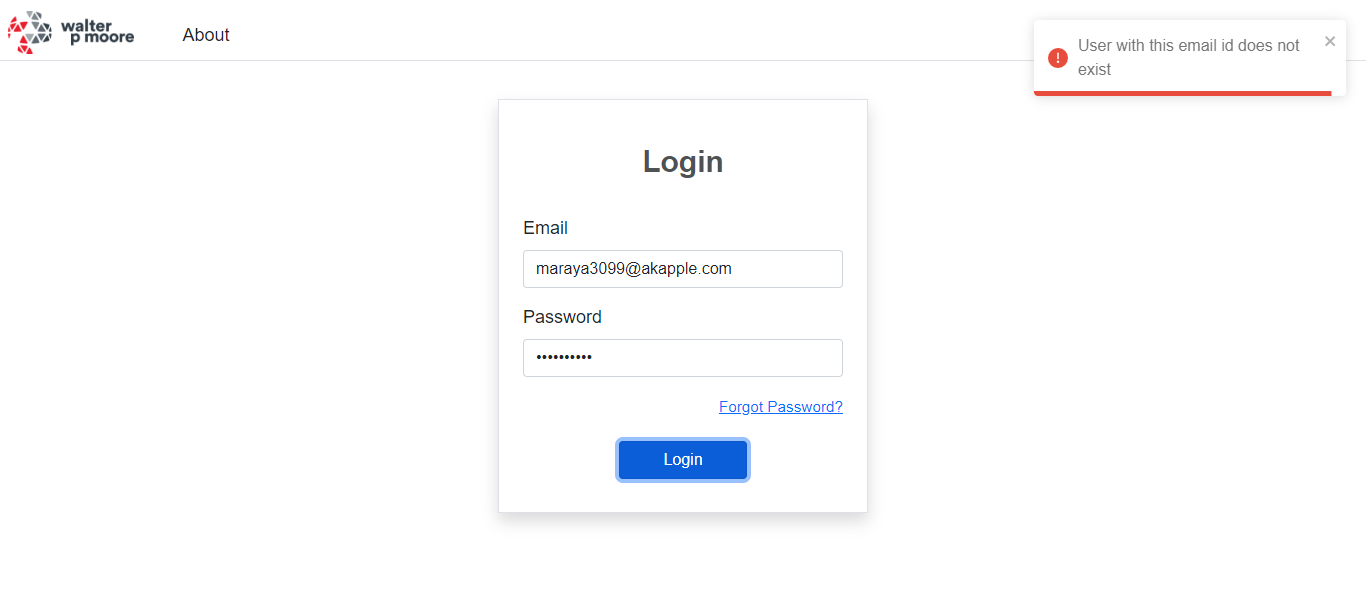 walter
p moore
About
User with this email id does not
exist
Login
Email
maraya3099@akapple.com
Password
••••••••••
Forgot Password?
Login